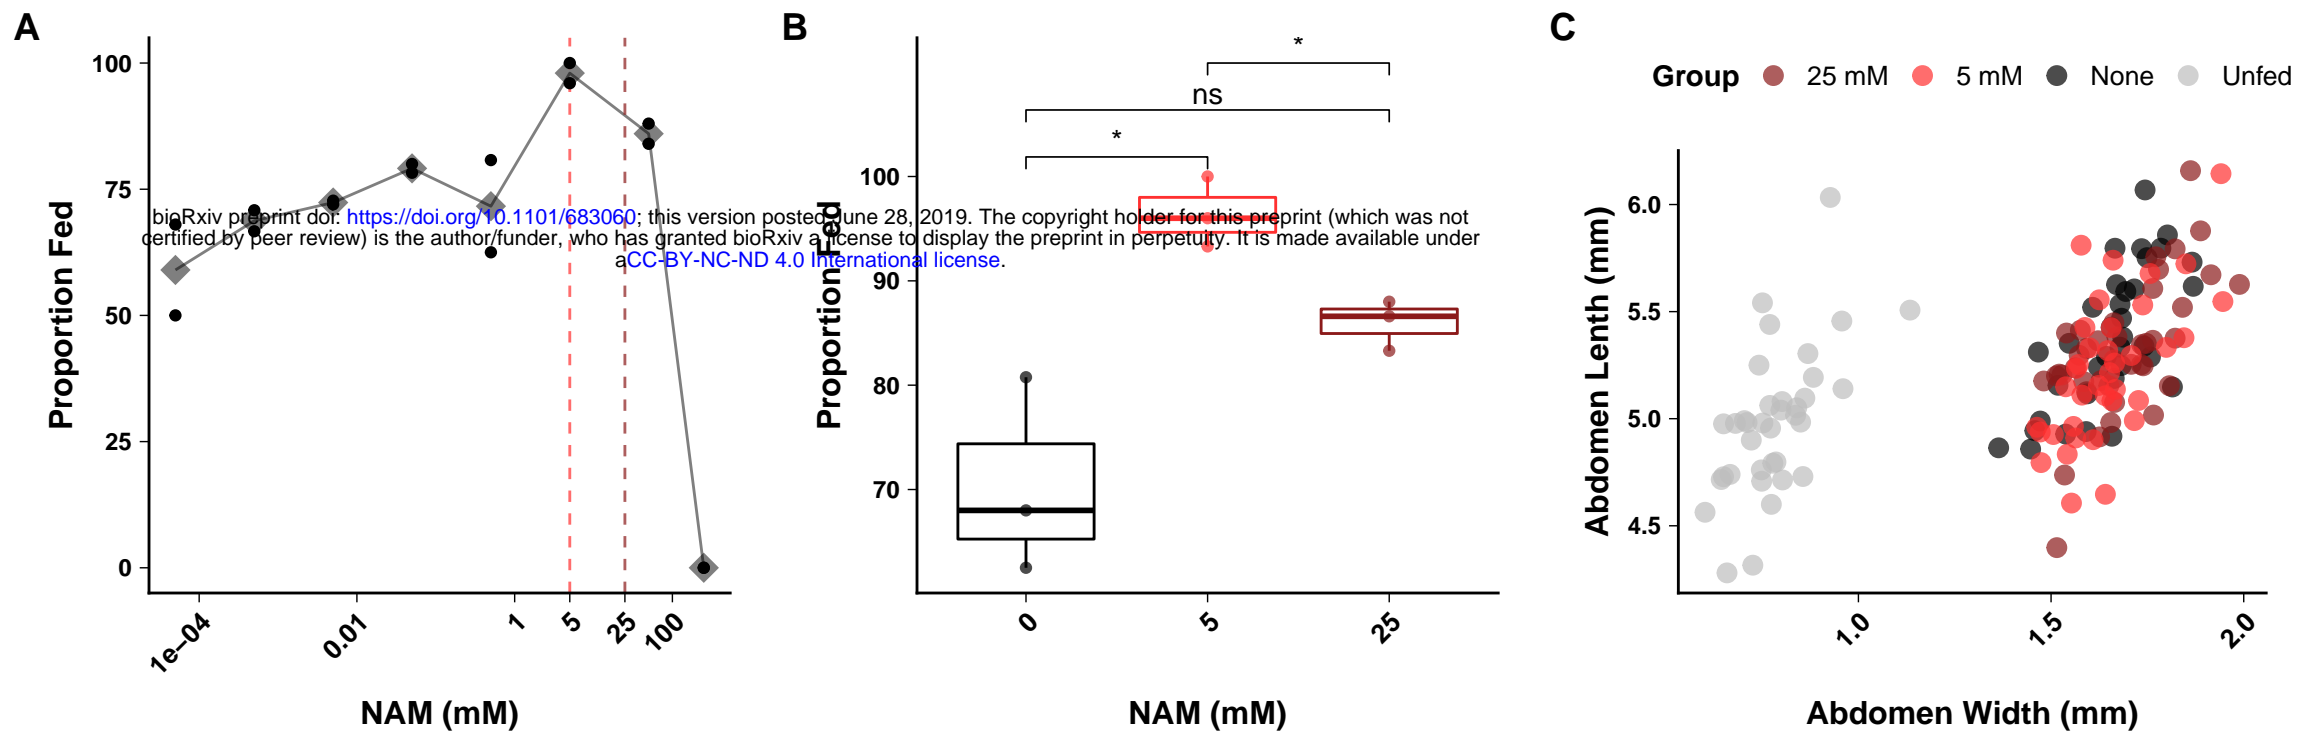 A
B
C
Group 25 mM 5 mM None Unfed
*
ns
*
100
75
50
25
0
Proportion Fed
1e−04
0.01
1
5
25
100
NAM (mM)
100
90
80
70
Proportion Fed
0
5
25
NAM (mM)
6.0
5.5
5.0
4.5
Abdomen Lenth (mm)
1.0
1.5
2.0
Abdomen Width (mm)
bioRxiv preprint doi: https://doi.org/10.1101/683060; this version posted June 28, 2019. The copyright holder for this preprint (which was not
certified by peer review) is the author/funder, who has granted bioRxiv a license to display the preprint in perpetuity. It is made available under
aCC-BY-NC-ND 4.0 International license.